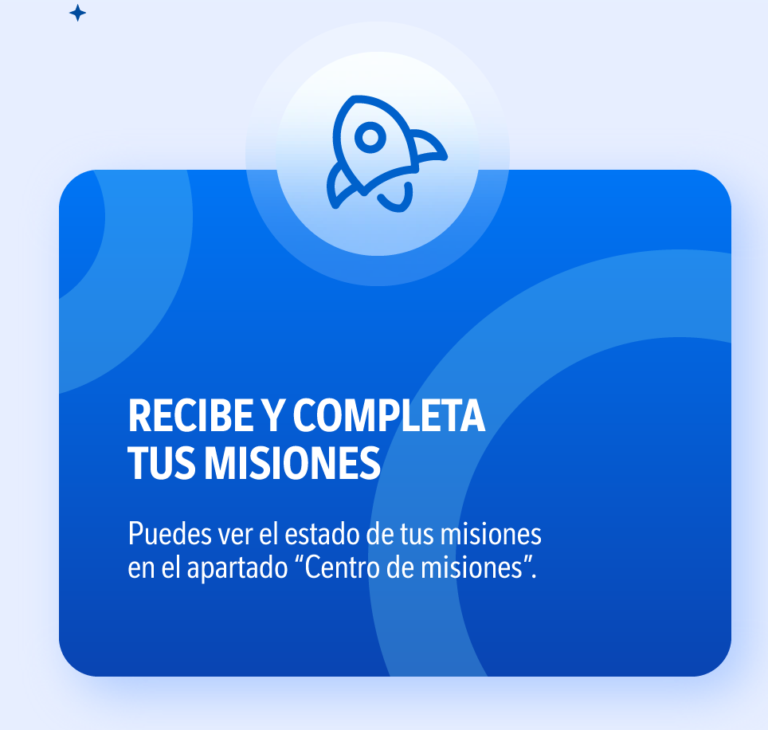 RECIBE Y COMPLETA
TUS MISIONES
Puedes ver el estado de tus misiones
en el apartado “Centro de misiones”.